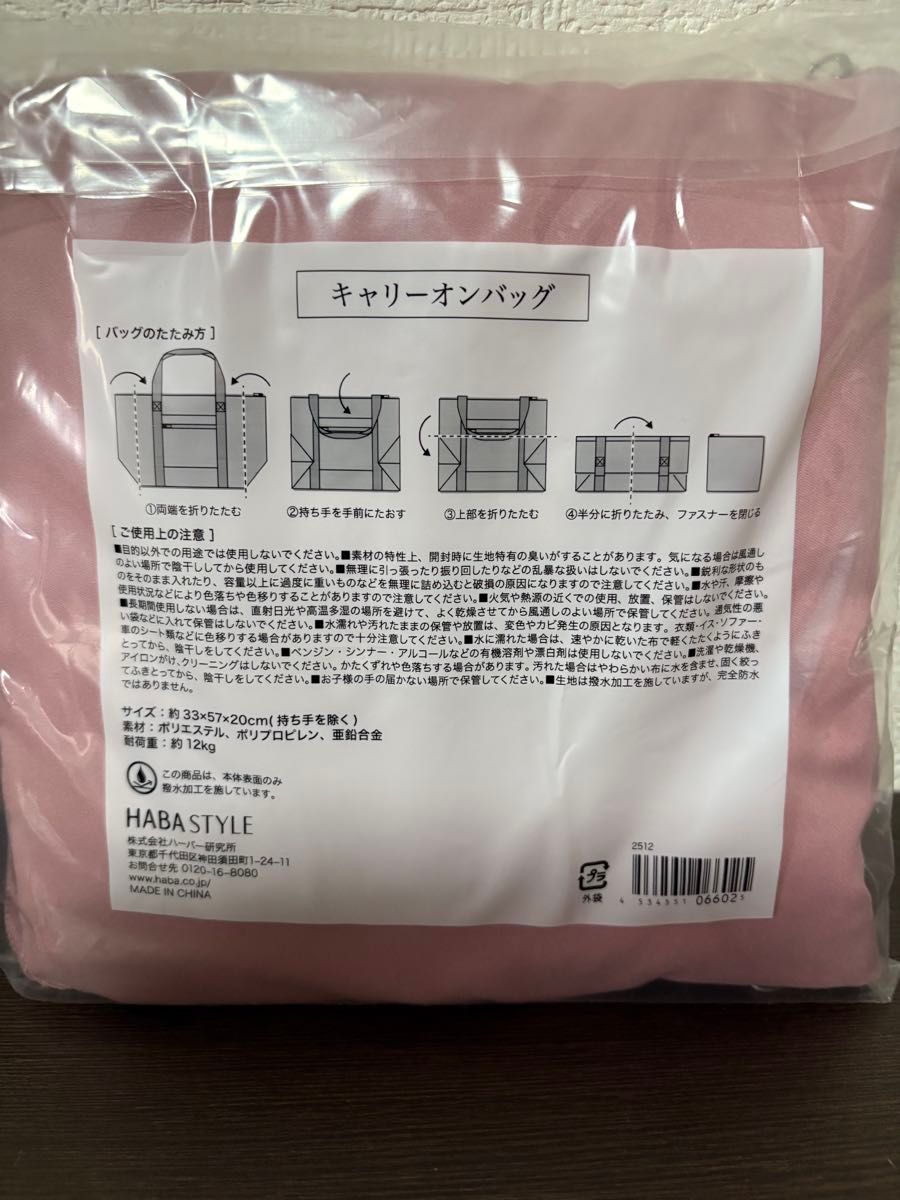 キャリーオンバッグ
[ バッグのたたみ方 ]
①両端を折りたたむ
②持ち手を手前にたおす
③上部を折りたたむ
④半分に折りたたみ、ファスナーを閉じる
[ ご使用上の注意 ]
■目的以外での用途では使用しないでください。■素材の特性上、開封時に生地特有の臭いがすることがあります。気になる場合は風通し
のよい場所で陰干ししてから使用してください。■無理に引っ張ったり振り回したりなどの乱暴な扱いはしないでください。■鋭利な形状のも
のをそのまま入れたり、容量以上に過度に重いものなどを無理に詰め込むと破損の原因になりますので注意してください。■水や汗、摩擦や
使用状況などにより色落ちや色移りすることがありますので注意してください。■火気や熱源の近くでの使用、放置、保管はしないでください。
■長期間使用しない場合は、直射日光や高温多湿の場所を避けて、よく乾燥させてから風通しのよい場所で保管してください。通気性の悪
い袋などに入れて保管はしないでください。■水濡れや汚れたままの保管や放置は、変色やカビ発生の原因となります。衣類・イス・ソファー・
車のシート類などに色移りする場合がありますので十分注意してください。■水に濡れた場合は、速やかに乾いた布で軽くたたくようにふき
とってから、陰干しをしてください。■ベンジン・シンナー・アルコールなどの有機溶剤や漂白剤は使用しないでください。■洗濯や乾燥機、
アイロンがけ、クリーニングはしないでください。かたくずれや色落ちする場合があります。汚れた場合はやわらかい布に水を含ませ、固く絞っ
てふきとってから、陰干しをしてください。■お子様の手の届かない場所で保管してください。■生地は撥水加工を施していますが、完全防水
ではありません。
サイズ：約 33×57×20cm(持ち手を除く)
素材：ポリエステル、ポリプロピレン、亜鉛合金
耐荷重：約12kg
この商品は、本体表面のみ
撥水加工を施しています。
HABA STYLE
株式会社ハーバー研究所
東京都千代田区神田須田町1-24-11
お問合せ先 0120-16-8080
www.haba.co.jp/
MADE IN CHINA
2512
プラ
外袋
4 534551 066025